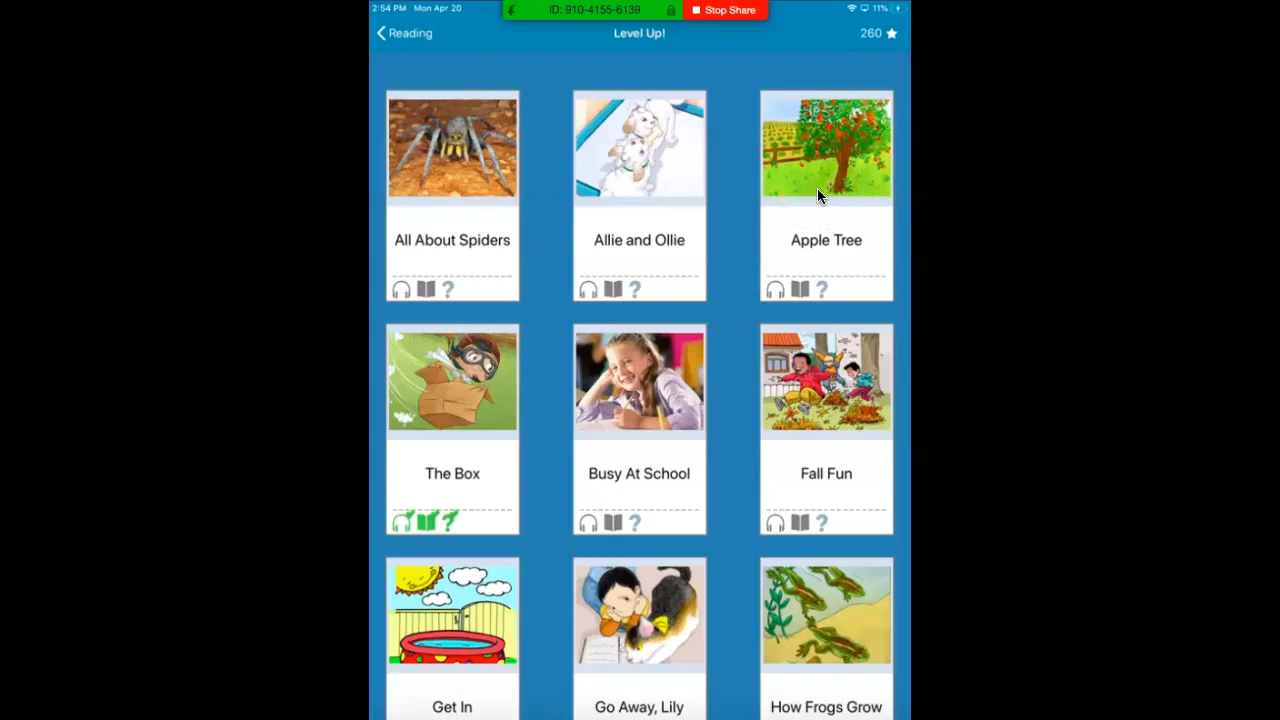 2:54 PM Mon Apr 20
ID: 910-4155-6139
Stop Share
11%
Reading
Level Up!
260
All About Spiders
Allie and Ollie
Apple Tree
?
?
?
The Box
Busy At School
Fall Fun
?
?
?
Get In
Go Away, Lily
How Frogs Grow